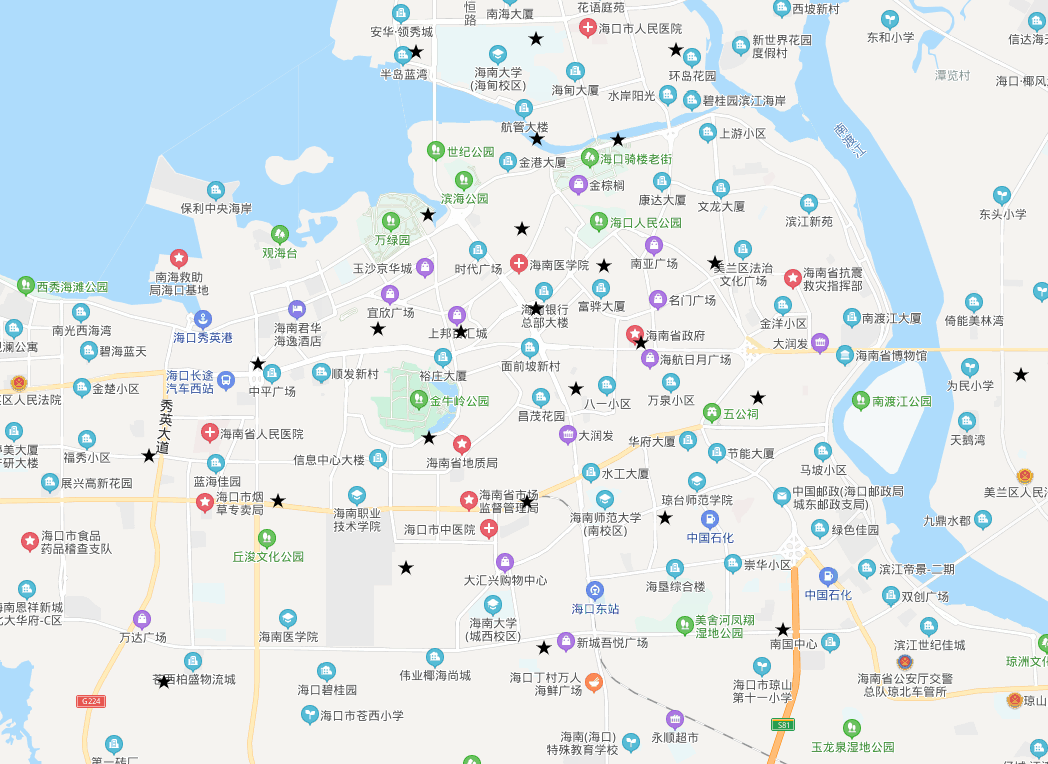 恒路
南海大厦
花语庭苑
西坡新村
安华·领秀城
海口市人民医院
东和小学
信达海天
新世界花园
度假村
半岛蓝湾
海南大学
(海甸校区)
环岛花园
潭览村
海口·椰风
海甸大厦
水岸阳光
碧桂园滨江海岸
航管大楼
上游小区
南渡江
世纪公园
金港大厦
海口骑楼老街
金棕榈
滨海公园
康达大厦
文龙大厦
保利中央海岸
滨江新苑
东头小学
万绿园
海口人民公园
观海台
玉沙京华城
时代广场
海南医学院
南亚广场
美兰区法治
文化广场
南海救助
局海口基地
海南省抗震
救灾指挥部
西秀海滩公园
宜欣广场
富骅大厦
名门广场
南光西海湾
海口秀英港
海南君华
海逸酒店
上邦百汇城
海南银行
总部大楼
金洋小区
南渡江大厦
倚能美林湾
观澜公寓
碧海蓝天
海南省政府
大润发
海南省博物馆
裕庄大厦
面前坡新村
海航日月广场
海口长途
汽车西站
中平广场
顺发新村
为民小学
区人民法院
金楚小区
金牛岭公园
昌茂花园
八一小区
万泉小区
五公祠
南渡江公园
秀英大道
海南省人民医院
大润发
华府大厦
天鹅湾
美大厦
研大楼
福秀小区
信息中心大楼
海南省地质局
节能大厦
马坡小区
蓝海佳园
水工大厦
美兰区人民
展兴高新花园
海口市烟
草专卖局
海南职业
技术学院
海南省市场
监督管理局
琼台师范学院
中国邮政(海口邮政局
城东邮政支局)
海南师范大学
(南校区)
海口市中医院
中国石化
九鼎水郡
绿色佳园
海口市食品
药品稽查支队
丘浚文化公园
大汇兴购物中心
海垦综合楼
崇华小区
滨江帝景-二期
海南恩祥新城
北大华府-C区
海口东站
中国石化
双创广场
万达广场
海南医学院
海南大学
(城西校区)
美舍河凤翔
湿地公园
新城吾悦广场
南国中心
滨江世纪佳城
琼洲文化
苍西柏盛物流城
海口碧桂园
伟业椰海尚城
海口丁村万人
海鲜广场
海口市琼山
第十一小学
海南省公安厅交警
总队琼北车管所
G224
琼山
海口市苍西小学
永顺超市
S81
海南(海口)
特殊教育学校
玉龙泉湿地公园
第一砖厂